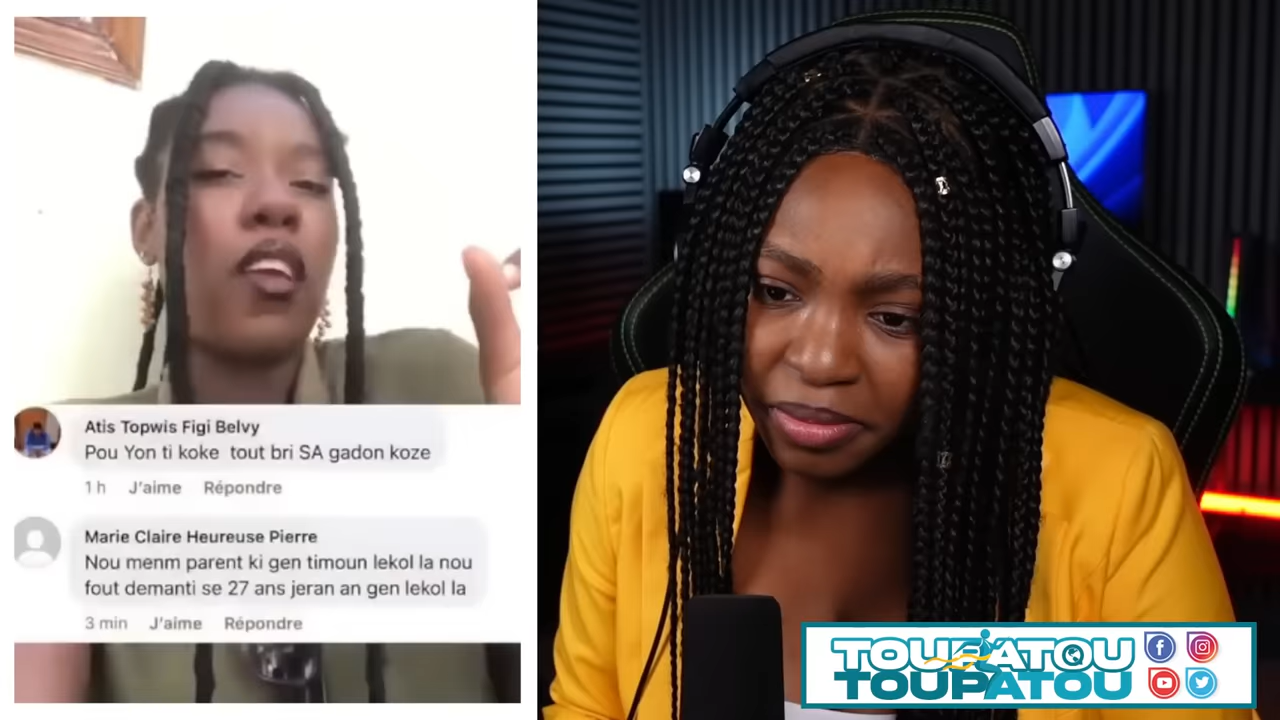 Atis Topwis Figi Belvy
Pou Yon ti koke tout bri SA gadon koze
1 h J'aime Répondre
Marie Claire Heureuse Pierre
Nou menm parent ki gen timoun lekol la nou
fout demanti se 27 ans jeran an gen lekol la
3 min J'aime Répondre
TOUPATOU
TOUPATOU